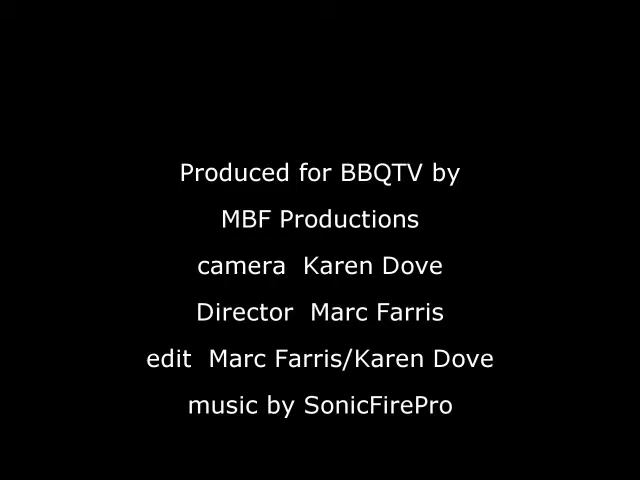 Produced for BBQTV by
MBF Productions
camera  Karen Dove
Director  Marc Farris
edit  Marc Farris/Karen Dove
music by SonicFirePro